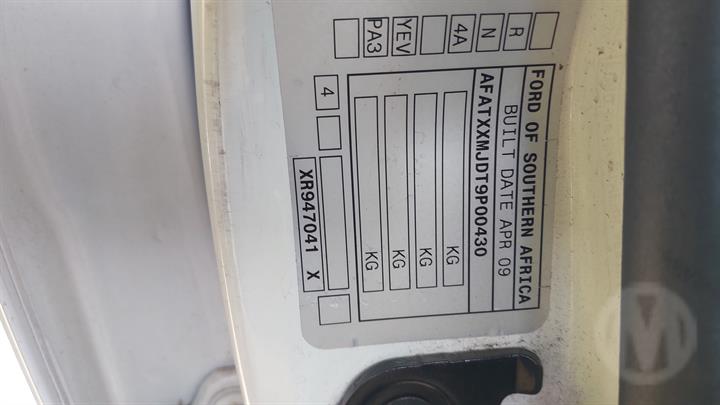 FORD OF SOUTHERN AFRICA
BUILT DATE APR 09
AFATXXMJDT9P00430
KG
KG
KG
KG
R
N
4A
YEV
PA3
4
XR947041 X
M